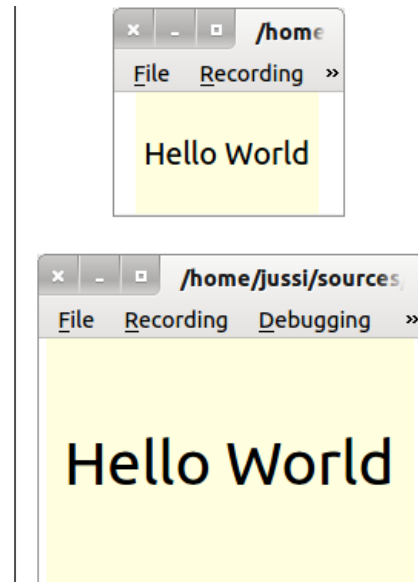 /home
File Recording »
Hello World
/home/jussi/sources/
File Recording Debugging »
Hello World